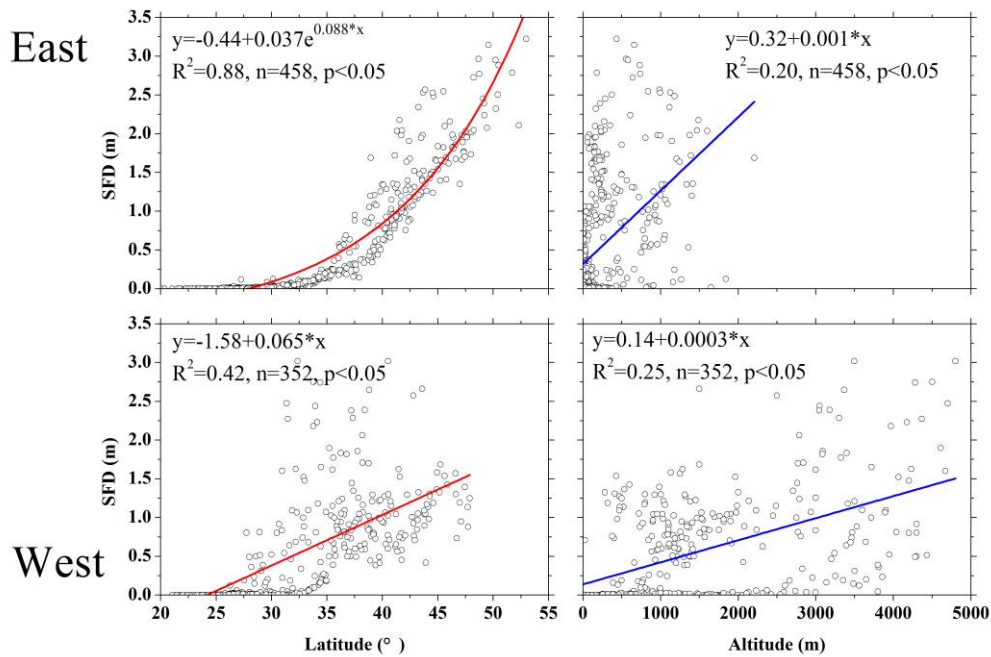 East
y=-0.44+0.037e^0.088*x
R²=0.88, n=458, p<0.05
SFD (m)
3.5
3.0
2.5
2.0
1.5
1.0
0.5
0.0
y=0.32+0.001*x
R²=0.20, n=458, p<0.05
West
y=-1.58+0.065*x
R²=0.42, n=352, p<0.05
SFD (m)
3.5
3.0
2.5
2.0
1.5
1.0
0.5
0.0
20 25 30 35 40 45 50 55
Latitude (° )
y=0.14+0.0003*x
R²=0.25, n=352, p<0.05
0 1000 2000 3000 4000 5000
Altitude (m)